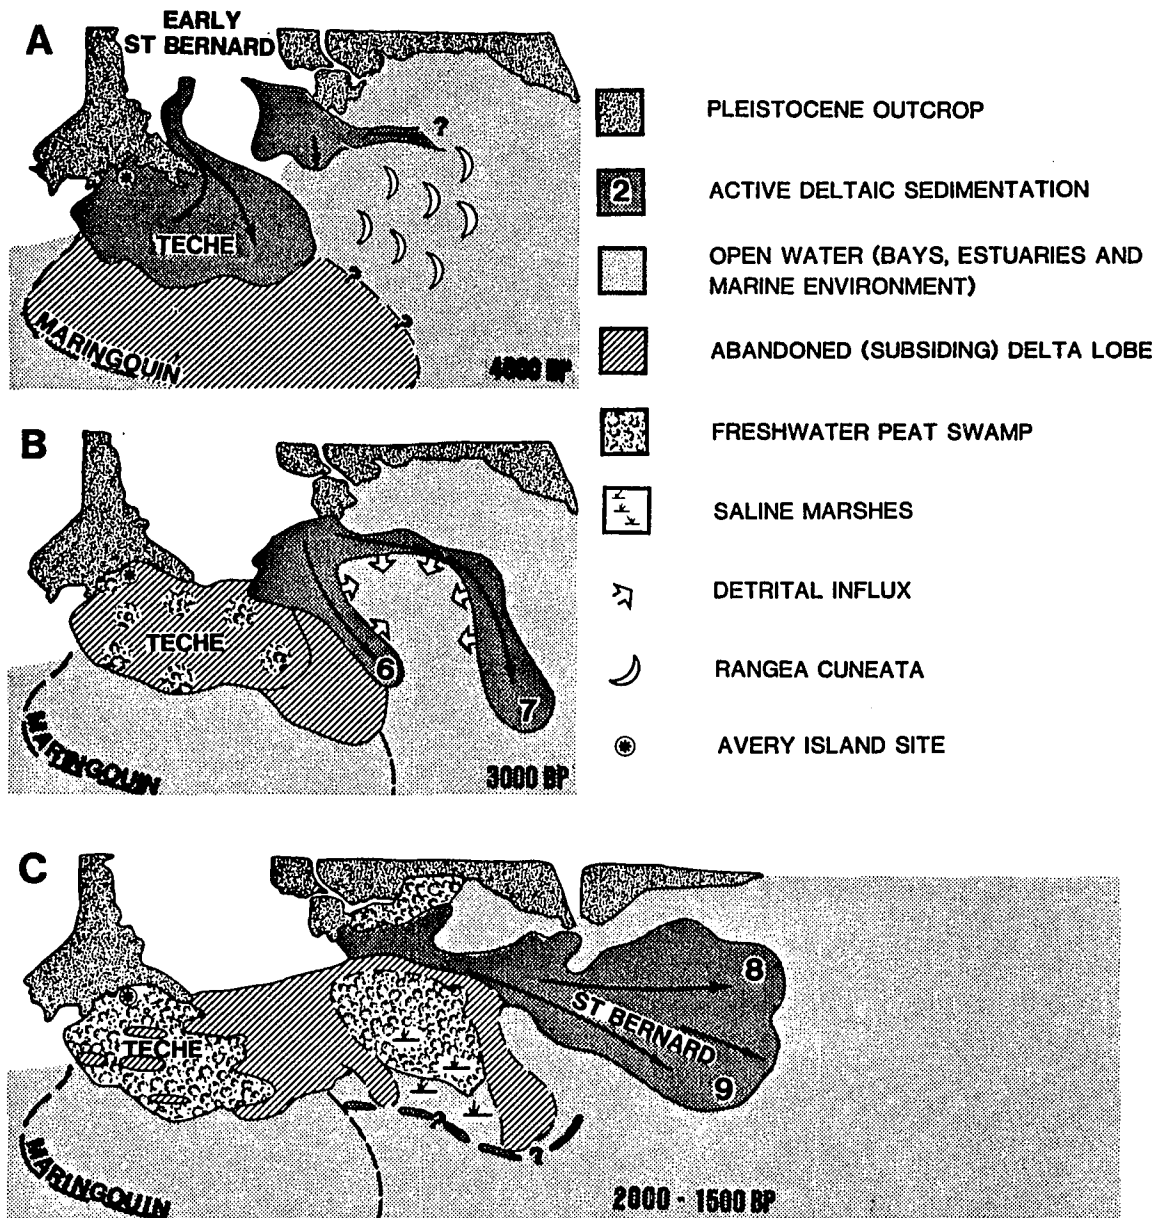 A
EARLY
ST BERNARD
?
TECHE
?
?
MARINGOUIN
4000 BP
PLEISTOCENE OUTCROP
2
ACTIVE DELTAIC SEDIMENTATION
OPEN WATER (BAYS, ESTUARIES AND
MARINE ENVIRONMENT)
ABANDONED (SUBSIDING) DELTA LOBE
FRESHWATER PEAT SWAMP
SALINE MARSHES
DETRITAL INFLUX
RANGEA CUNEATA
AVERY ISLAND SITE
B
TECHE
6
7
MARINGOUIN
3000 BP
C
8
ST BERNARD
TECHE
9
?
?
MARINGOUIN
2000 - 1500 BP